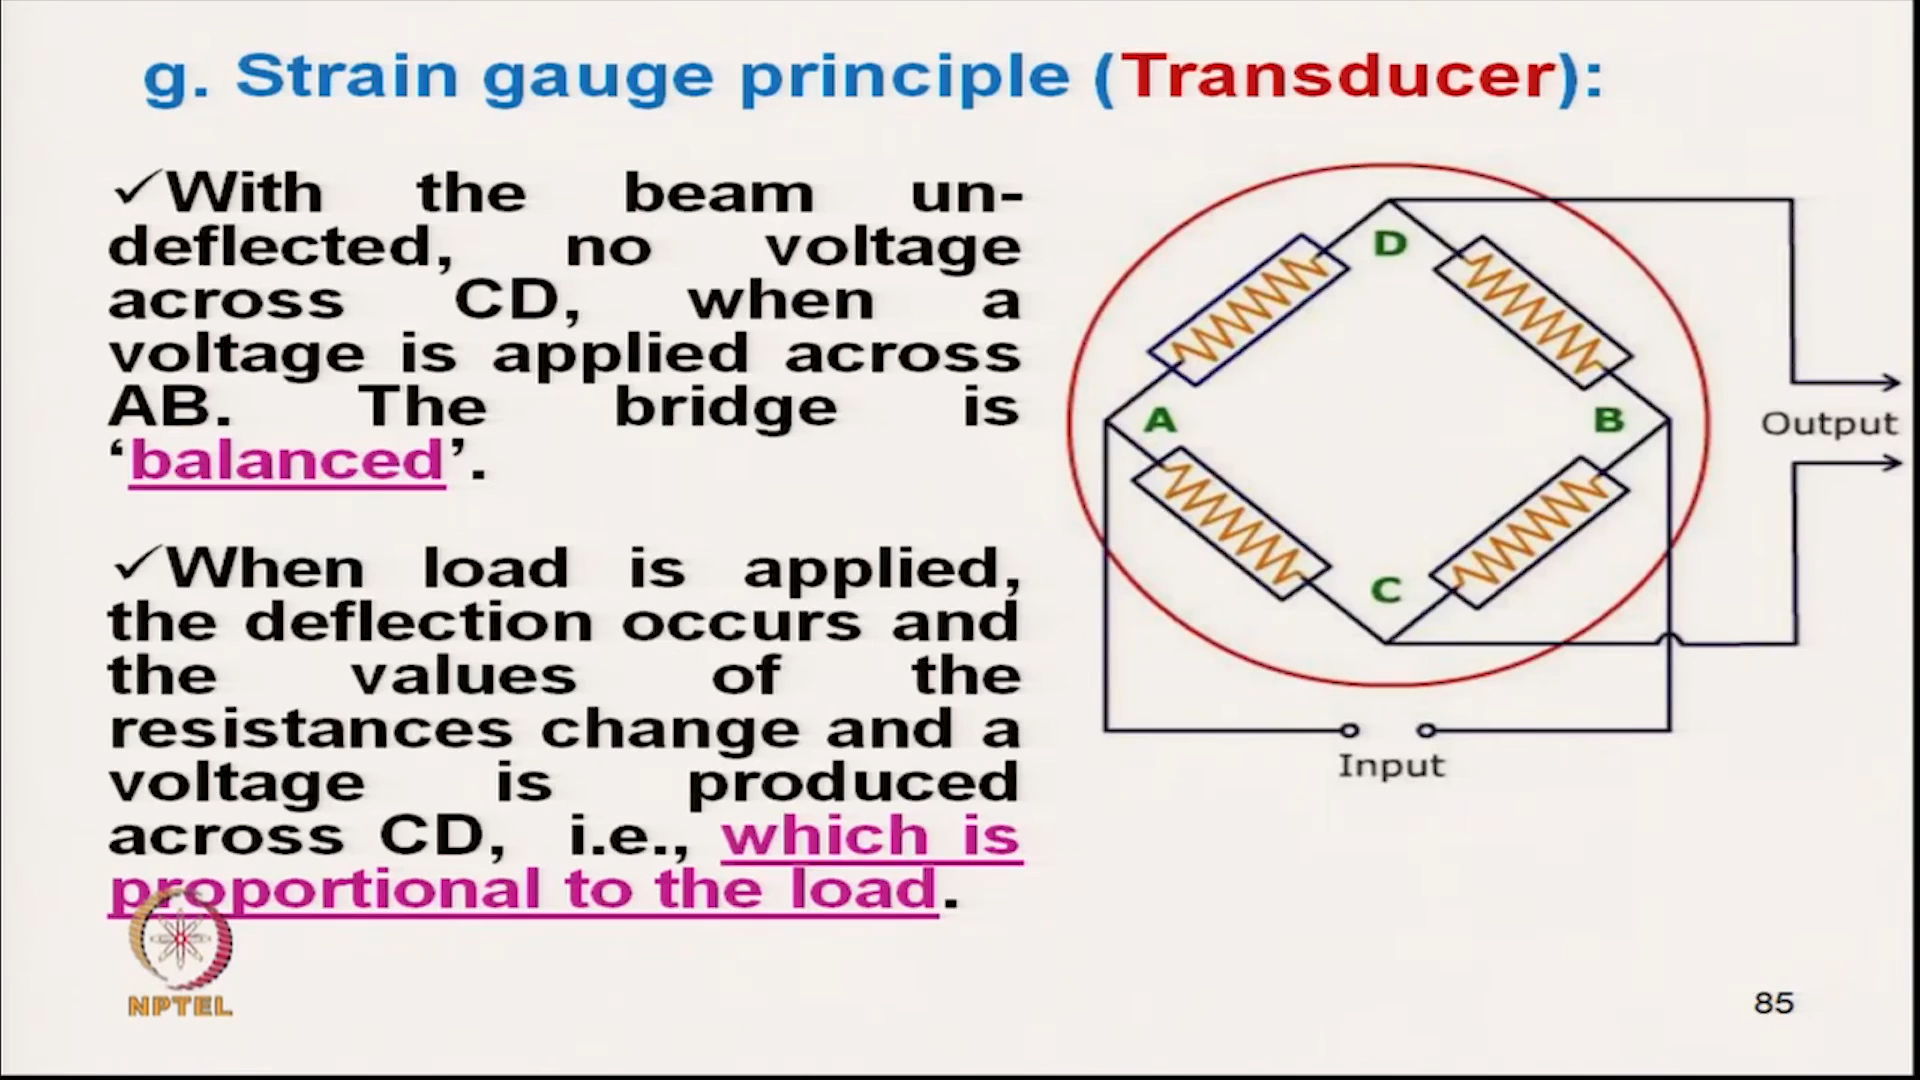 g. Strain gauge principle (Transducer):
✓With the beam un-
deflected, no voltage
across CD, when a
voltage is applied across
AB. The bridge is
‘balanced’.
✓When load is applied,
the deflection occurs and
the values of the
resistances change and a
voltage is produced
across CD, i.e., which is
proportional to the load.
D
A
B
C
Output
Input
NPTEL
85